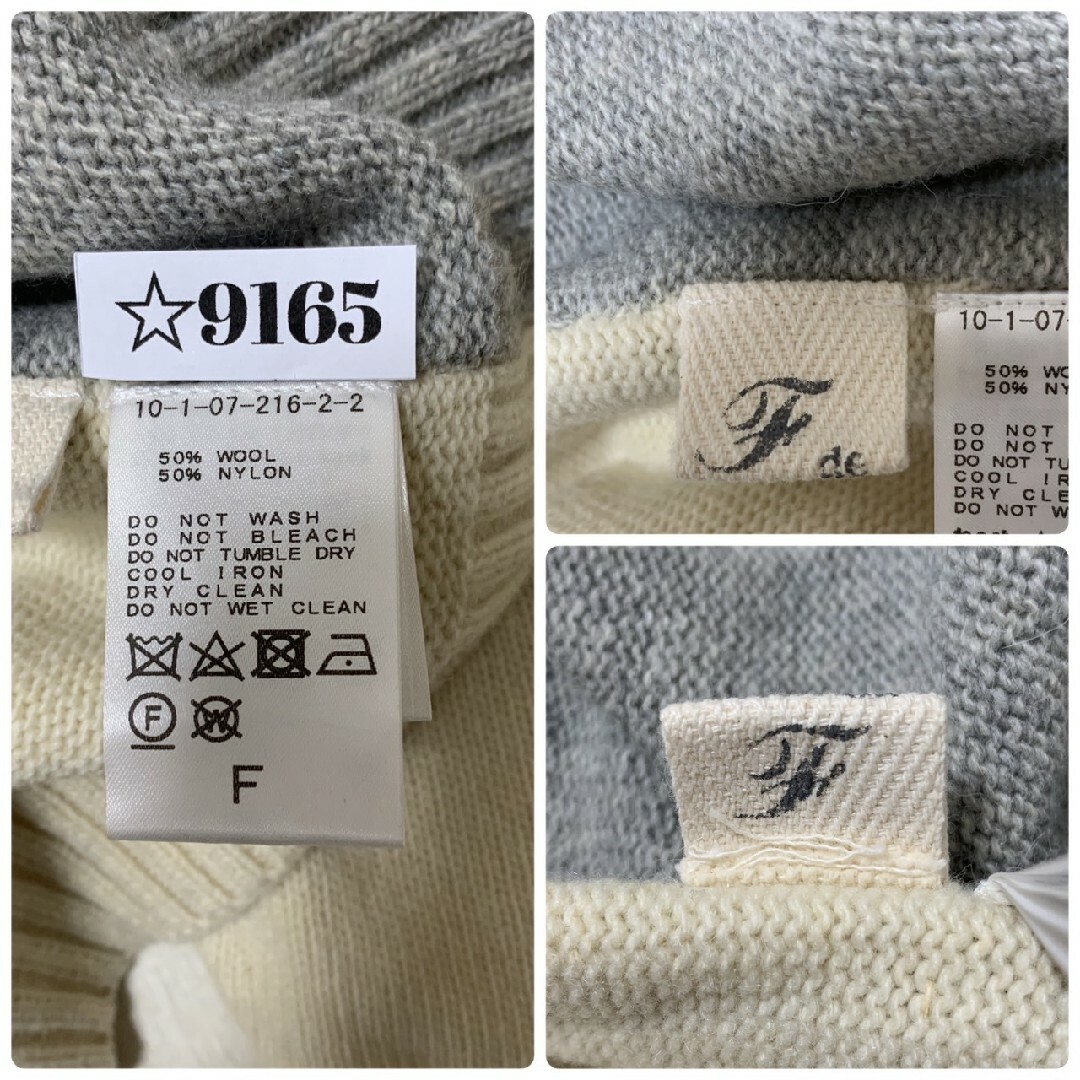 ☆9165
10-1-07-216-2-2
50% WOOL
50% NYLON
DO NOT WASH
DO NOT BLEACH
DO NOT TUMBLE DRY
COOL IRON
DRY CLEAN
DO NOT WET CLEAN
F
W
F
F
de
10-1-07-
50% WO
50% NY
DO NOT
DO NOT
DO NOT TU
COOL IR
DRY CLE
DO NOT W
F